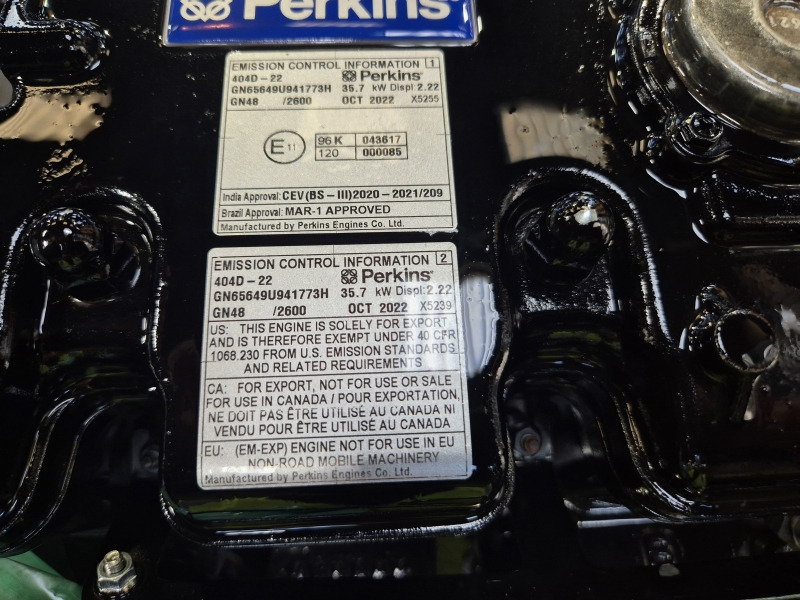 Perkins
EMISSION CONTROL INFORMATION 1
404D-22 Perkins
GN65649U941773H 35.7 kW Displ: 2.22
GN48 /2600 OCT 2022 X5255
E 11 96 K 043617
120 000085
India Approval: CEV(BS-III)2020-2021/209
Brazil Approval: MAR-1 APPROVED
Manufactured by Perkins Engines Co. Ltd.
EMISSION CONTROL INFORMATION 2
404D-22 Perkins
GN65649U941773H 35.7 kW Displ: 2.22
GN48 /2600 OCT 2022 X5239
US: THIS ENGINE IS SOLELY FOR EXPORT
AND IS THEREFORE EXEMPT UNDER 40 CFR
1068.230 FROM U.S. EMISSION STANDARDS
AND RELATED REQUIREMENTS
CA: FOR EXPORT, NOT FOR USE OR SALE
FOR USE IN CANADA / POUR EXPORTATION,
NE DOIT PAS ÊTRE UTILISÉ AU CANADA NI
VENDU POUR ÊTRE UTILISÉ AU CANADA
EU: (EM-EXP) ENGINE NOT FOR USE IN EU
NON-ROAD MOBILE MACHINERY
Manufactured by Perkins Engines Co. Ltd.